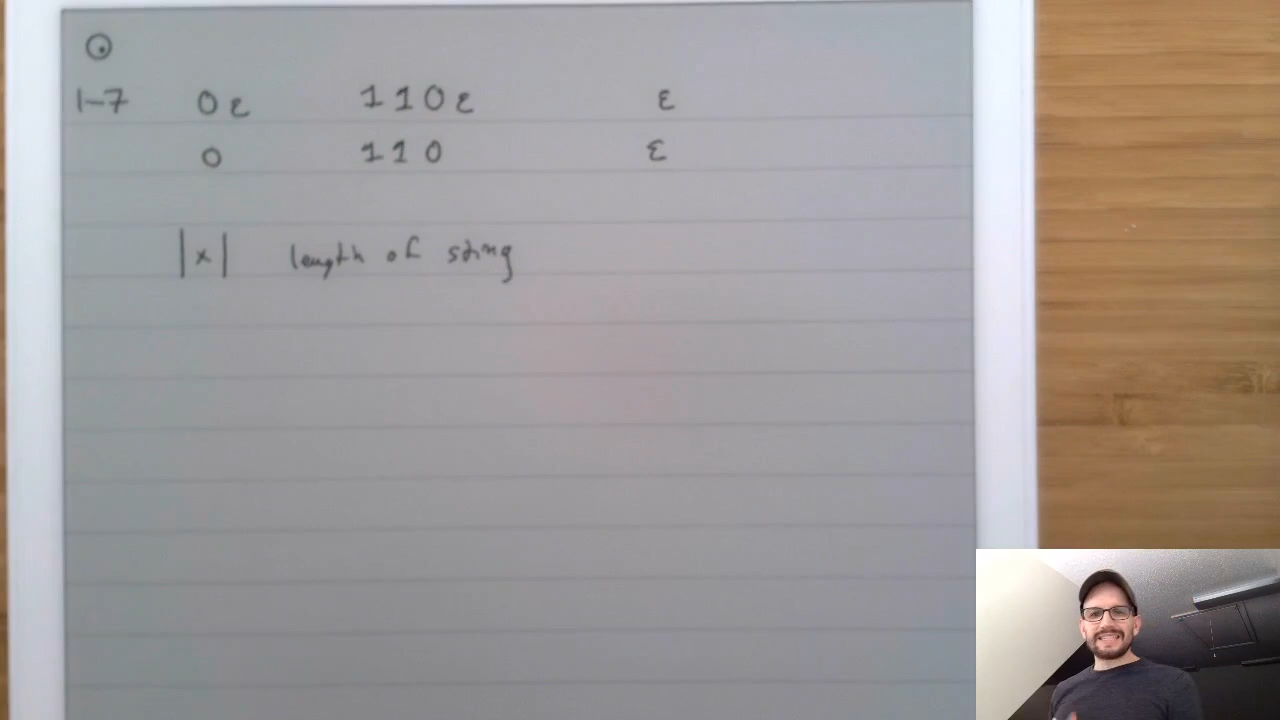 1-7 0ε 110ε ε
0 110 ε
|x| length of string